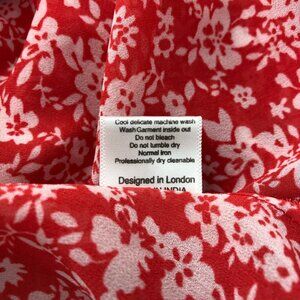 Cool delicate machine wash
Wash Garment inside out
Do not bleach
Do not tumble dry
Normal Iron
Professionally dry cleanable
Designed in London
INDIA